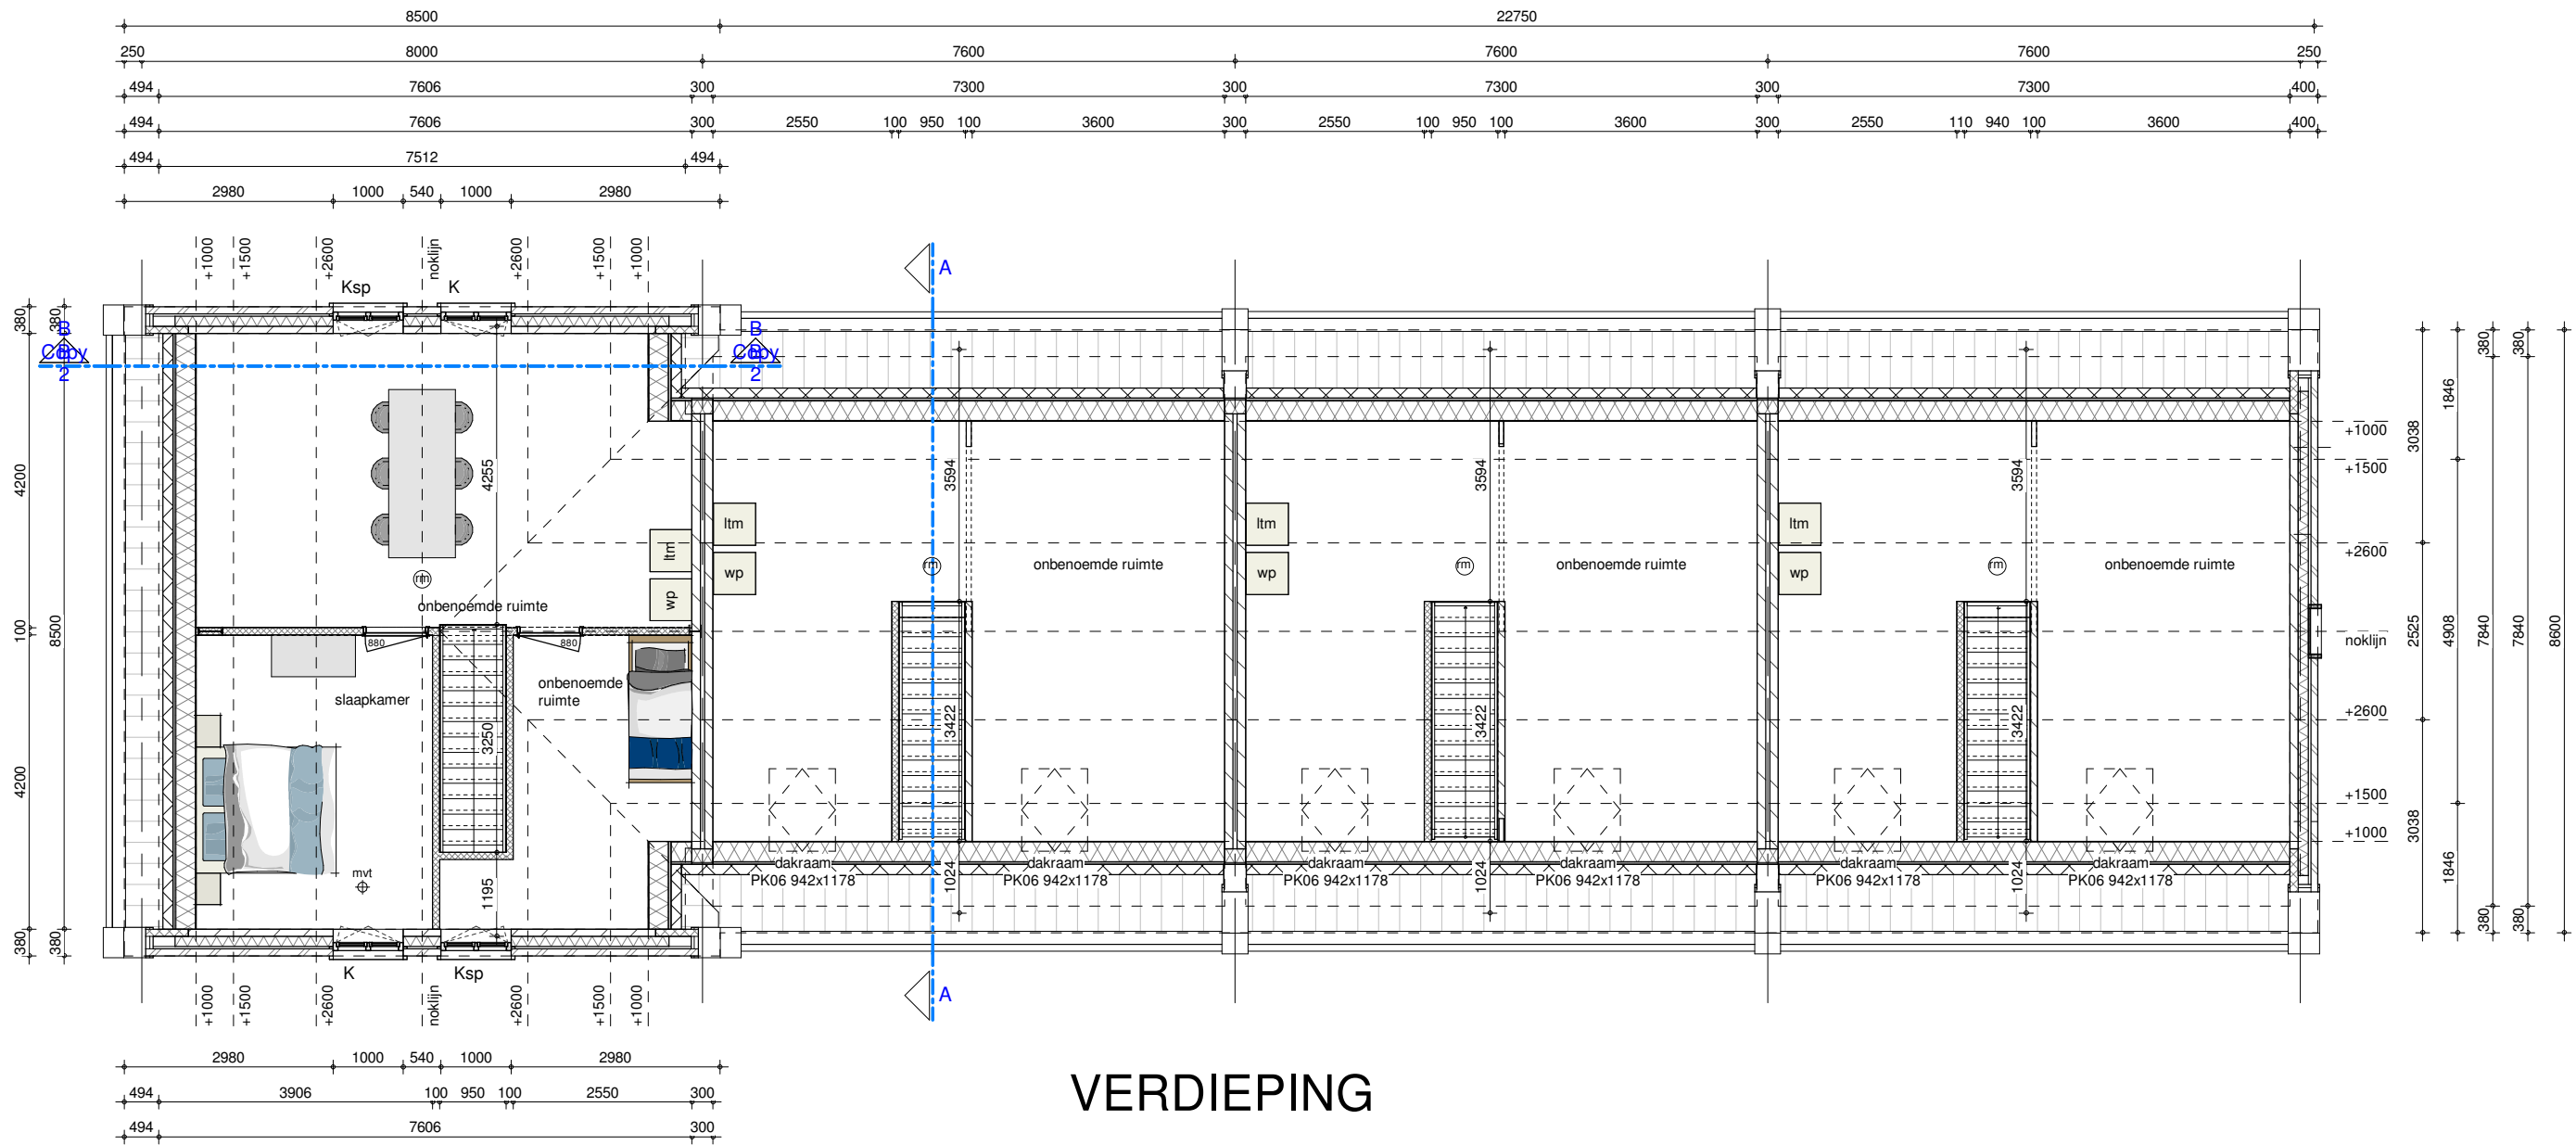 8500 22750
250 8000 7600 7600 7600 250
494 7606 300 7300 300 7300 300 7300 400
494 7606 300 2550 100 950 100 3600 300 2550 100 950 100 3600 300 2550 110 940 100 3600 400
494 7512 494
2980 1000 540 1000 2980
+1000 +1500 +2600 noklijn +2600 +1500 +1000
Ksp K
A
380 380
B B
Copy Copy
2 2
380 380
4200 4255 3594 3594 3594
1846
+1000
3038
+1500
ltm ltm ltm ltm
+2600
wp wp wp wp
rm rm rm rm
onbenoemde ruimte onbenoemde ruimte onbenoemde ruimte
onbenoemde ruimte
100 8500
880 880
noklijn
2525 4908 7840 7840 8600
slaapkamer
onbenoemde
ruimte
3250 3422 3422 3422
+2600
4200
+1500
+1000
3038
dakraam dakraam dakraam dakraam dakraam dakraam
PK06 942x1178 PK06 942x1178 PK06 942x1178 PK06 942x1178 PK06 942x1178 PK06 942x1178
mvt
1195 1024 1024 1024
1846
380 380 380 380
K Ksp
A
+1000 +1500 +2600 noklijn +2600 +1500 +1000
2980 1000 540 1000 2980
494 3906 100 950 100 2550 300
494 7606 300
VERDIEPING